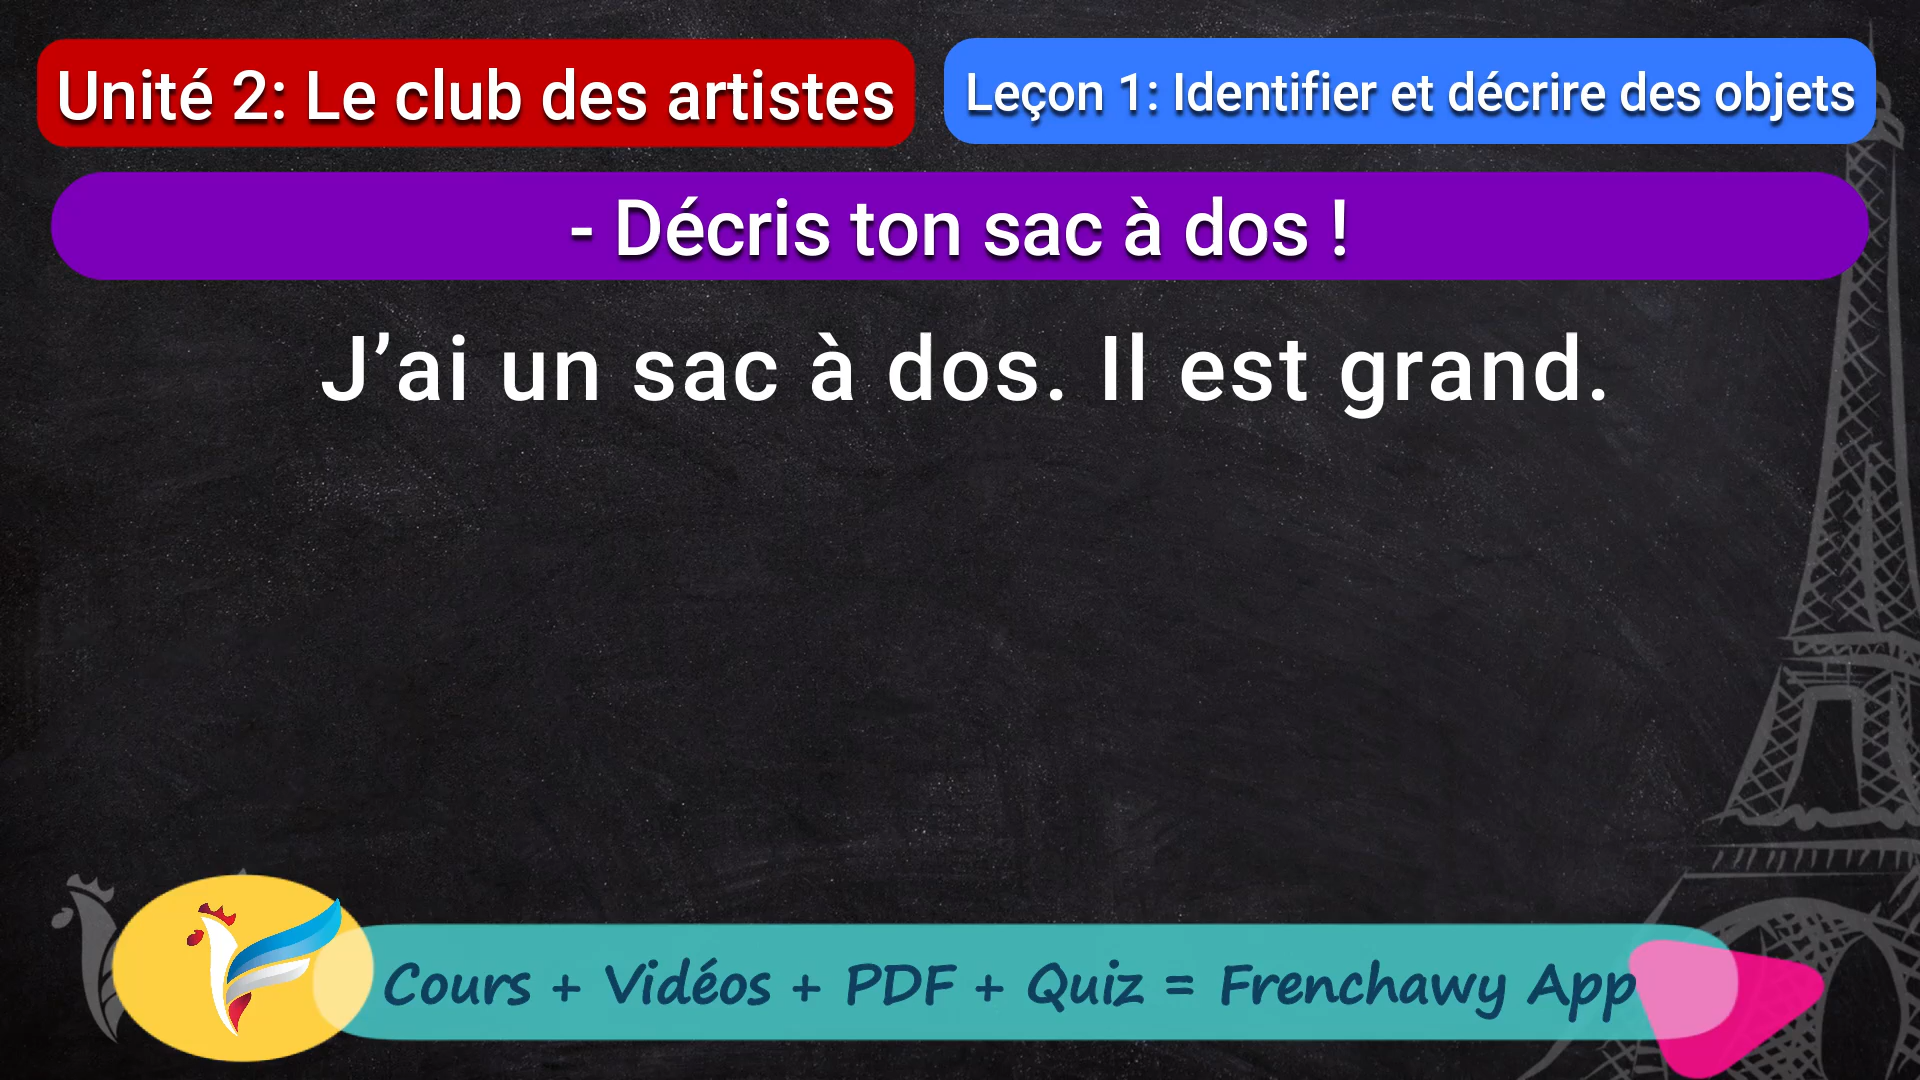 Unité 2: Le club des artistes
Leçon 1: Identifier et décrire des objets
- Décris ton sac à dos !
J’ai un sac à dos. Il est grand.
Cours + Vidéos + PDF + Quiz = Frenchawy App